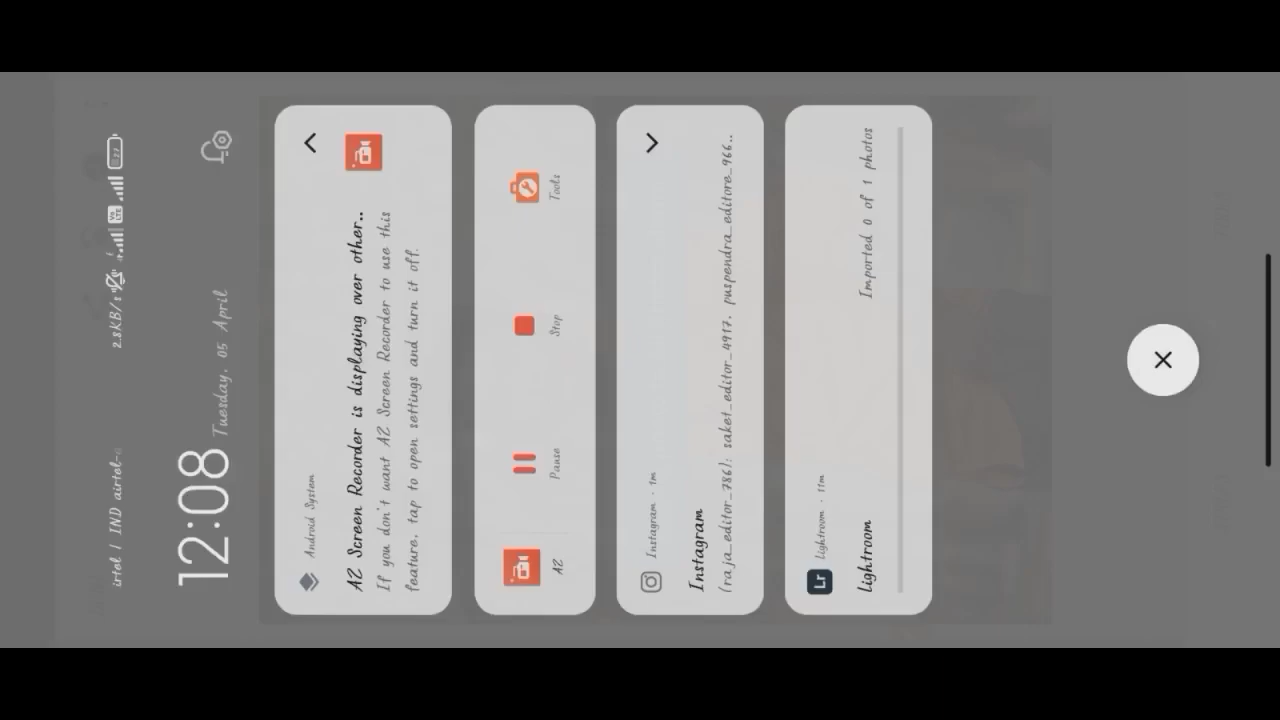 irtel | IND airtel- 2.8KB/s
12:08 Tuesday, 05 April
Android System
AZ Screen Recorder is displaying over other..
If you don't want AZ Screen Recorder to use this
feature, tap to open settings and turn it off.
AZ Pause Stop Tools
Instagram · 1m
Instagram
(raja_editor_786): saket_editor_4917, puspendra_editore_966..
Lr Lightroom · 11m
lightroom Imported 0 of 1 photos